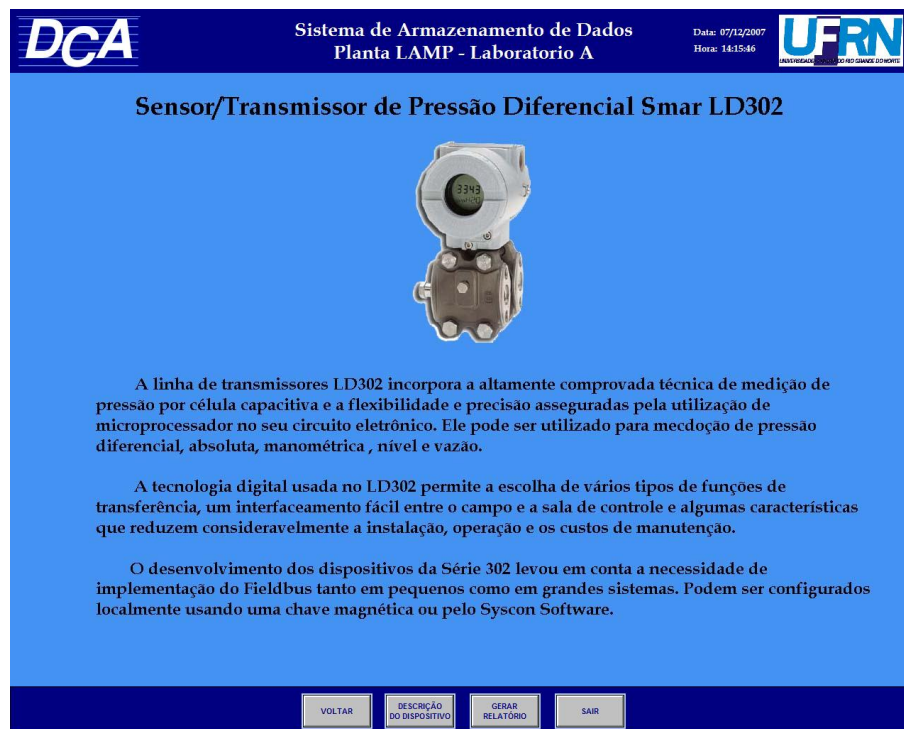 DCA
Sistema de Armazenamento de Dados
Planta LAMP - Laboratorio A
Data: 07/12/2007
Hora: 14:15:46
UFRN
UNIVERSIDADE FEDERAL DO RIO GRANDE DO NORTE
Sensor/Transmissor de Pressão Diferencial Smar LD302
3343
A linha de transmissores LD302 incorpora a altamente comprovada técnica de medição de
pressão por célula capacitiva e a flexibilidade e precisão asseguradas pela utilização de
microprocessador no seu circuito eletrônico. Ele pode ser utilizado para mecdoção de pressão
diferencial, absoluta, manométrica , nível e vazão.
A tecnologia digital usada no LD302 permite a escolha de vários tipos de funções de
transferência, um interfaceamento fácil entre o campo e a sala de controle e algumas características
que reduzem consideravelmente a instalação, operação e os custos de manutenção.
O desenvolvimento dos dispositivos da Série 302 levou em conta a necessidade de
implementação do Fieldbus tanto em pequenos como em grandes sistemas. Podem ser configurados
localmente usando uma chave magnética ou pelo Syscon Software.
VOLTAR
DESCRIÇÃO
DO DISPOSITIVO
GERAR
RELATÓRIO
SAIR